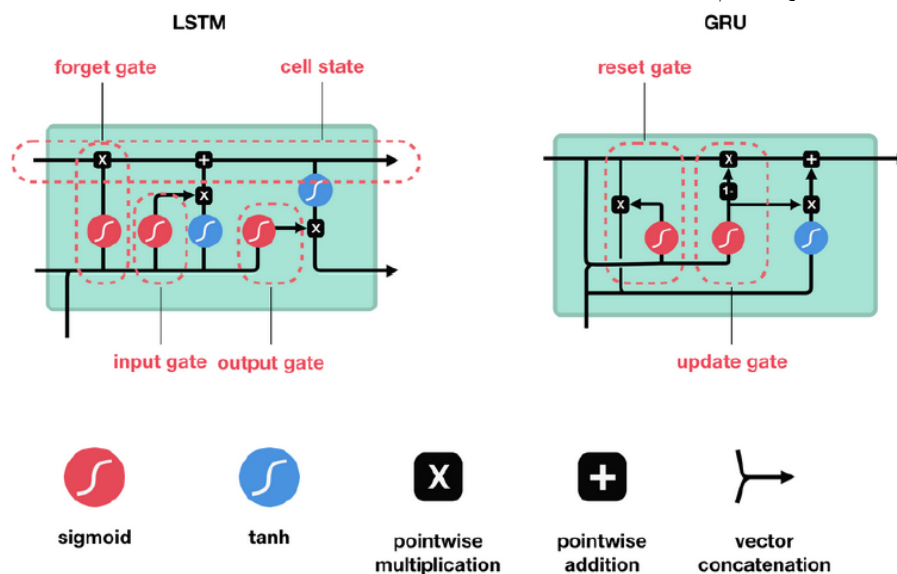 LSTM
GRU
forget gate
cell state
reset gate
X
+
X
X
X
1-
+
X
X
input gate
output gate
update gate
X
+
sigmoid
tanh
pointwise
multiplication
pointwise
addition
vector
concatenation